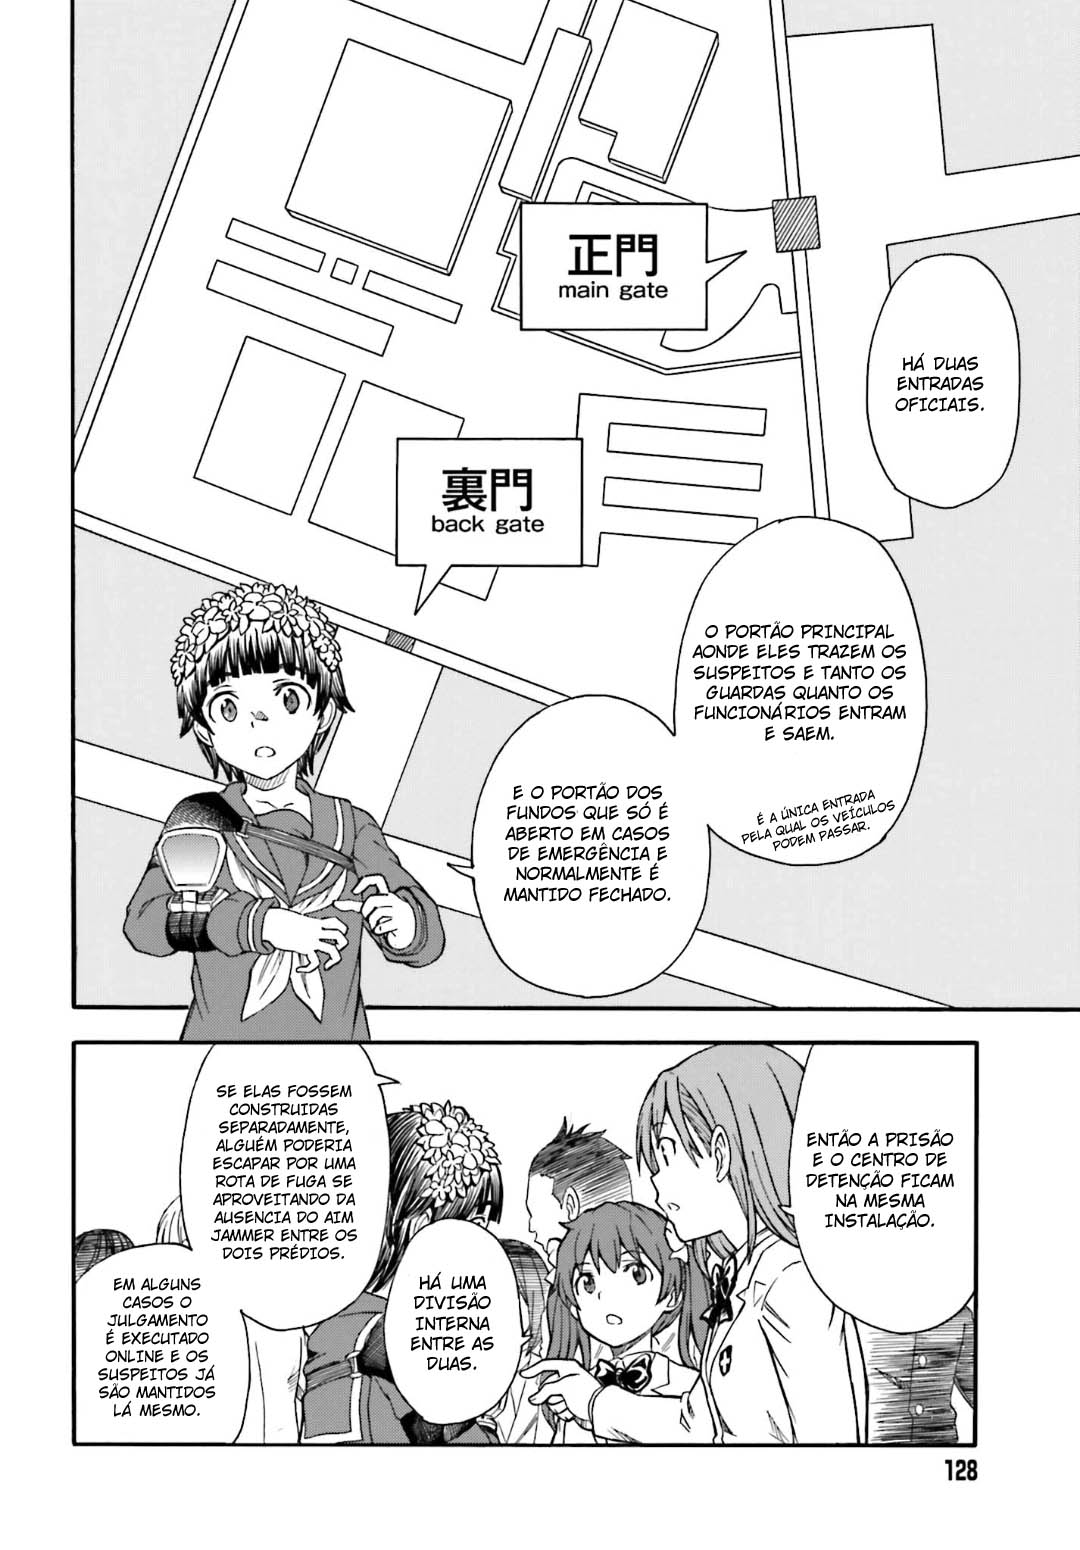 正門
main gate
HÁ DUAS
ENTRADAS
OFICIAIS.
裏門
back gate
O PORTÃO PRINCIPAL
AONDE ELES TRAZEM OS
SUSPEITOS E TANTO OS
GUARDAS QUANTO OS
FUNCIONÁRIOS ENTRAM
E SAEM.
É A ÚNICA ENTRADA
PELA QUAL OS VEÍCULOS
PODEM PASSAR.
E O PORTÃO DOS
FUNDOS QUE SÓ É
ABERTO EM CASOS
DE EMERGÊNCIA E
NORMALMENTE É
MANTIDO FECHADO.
ENTÃO A PRISÃO
E O CENTRO DE
DETENÇÃO FICAM
NA MESMA
INSTALAÇÃO.
HÁ UMA
DIVISÃO
INTERNA
ENTRE AS
DUAS.
SE ELAS FOSSEM
CONSTRUIDAS
SEPARADAMENTE,
ALGUÉM PODERIA
ESCAPAR POR UMA
ROTA DE FUGA SE
APROVEITANDO DA
AUSENCIA DO AIM
JAMMER ENTRE OS
DOIS PRÉDIOS.
EM ALGUNS
CASOS O
JULGAMENTO
É EXECUTADO
ONLINE E OS
SUSPEITOS JÁ
SÃO MANTIDOS
LÁ MESMO.
128